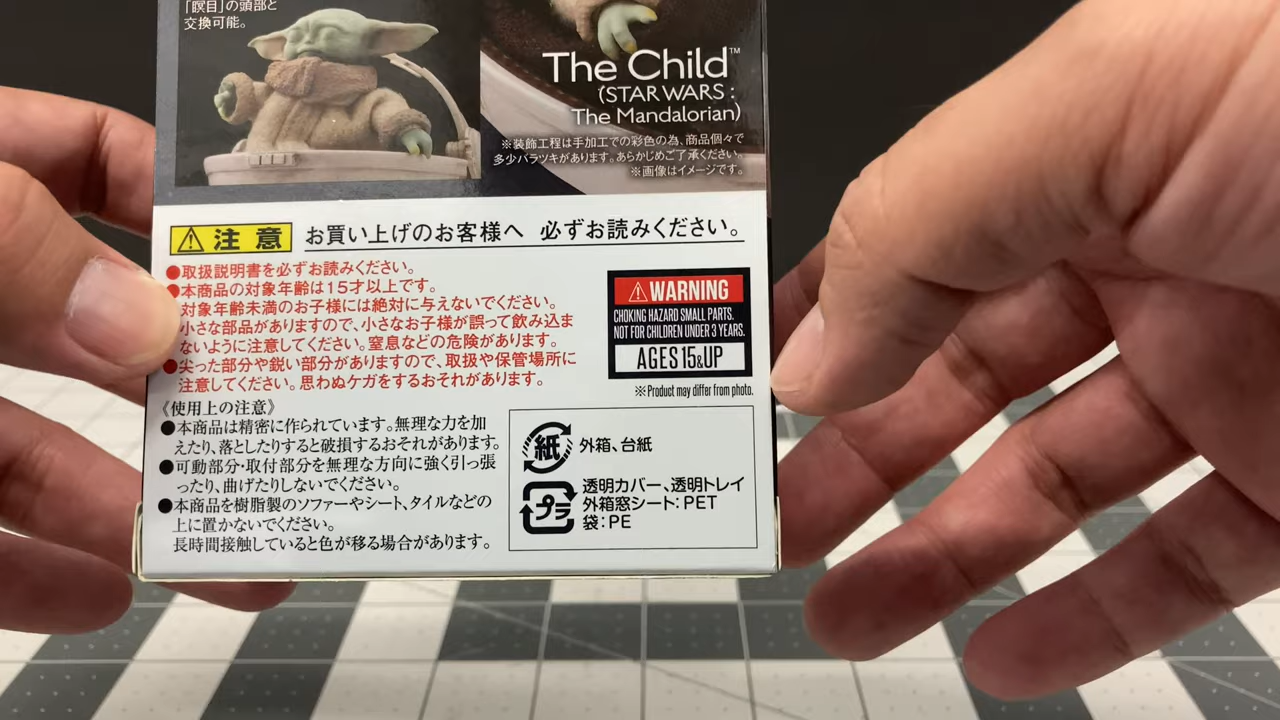 「瞑目」の頭部と
交換可能。
The Child™
(STAR WARS :
The Mandalorian)
※装飾工程は手加工での彩色の為、商品個々で
多少バラツキがあります。あらかじめご了承ください。
※画像はイメージです。
注意 お買い上げのお客様へ 必ずお読みください。
●取扱説明書を必ずお読みください。
●本商品の対象年齢は15才以上です。
対象年齢未満のお子様には絶対に与えないでください。
小さな部品がありますので、小さなお子様が誤って飲み込ま
ないように注意してください。窒息などの危険があります。
●尖った部分や鋭い部分がありますので、取扱や保管場所に
注意してください。思わぬケガをするおそれがあります。
WARNING
CHOKING HAZARD SMALL PARTS.
NOT FOR CHILDREN UNDER 3 YEARS.
AGES 15&UP
※Product may differ from photo.
《使用上の注意》
●本商品は精密に作られています。無理な力を加
えたり、落としたりすると破損するおそれがあります。
●可動部分・取付部分を無理な方向に強く引っ張
ったり、曲げたりしないでください。
●本商品を樹脂製のソファーやシート、タイルなどの
上に置かないでください。
長時間接触していると色が移る場合があります。
紙 外箱、台紙
プラ 透明カバー、透明トレイ
外箱窓シート:PET
袋:PE